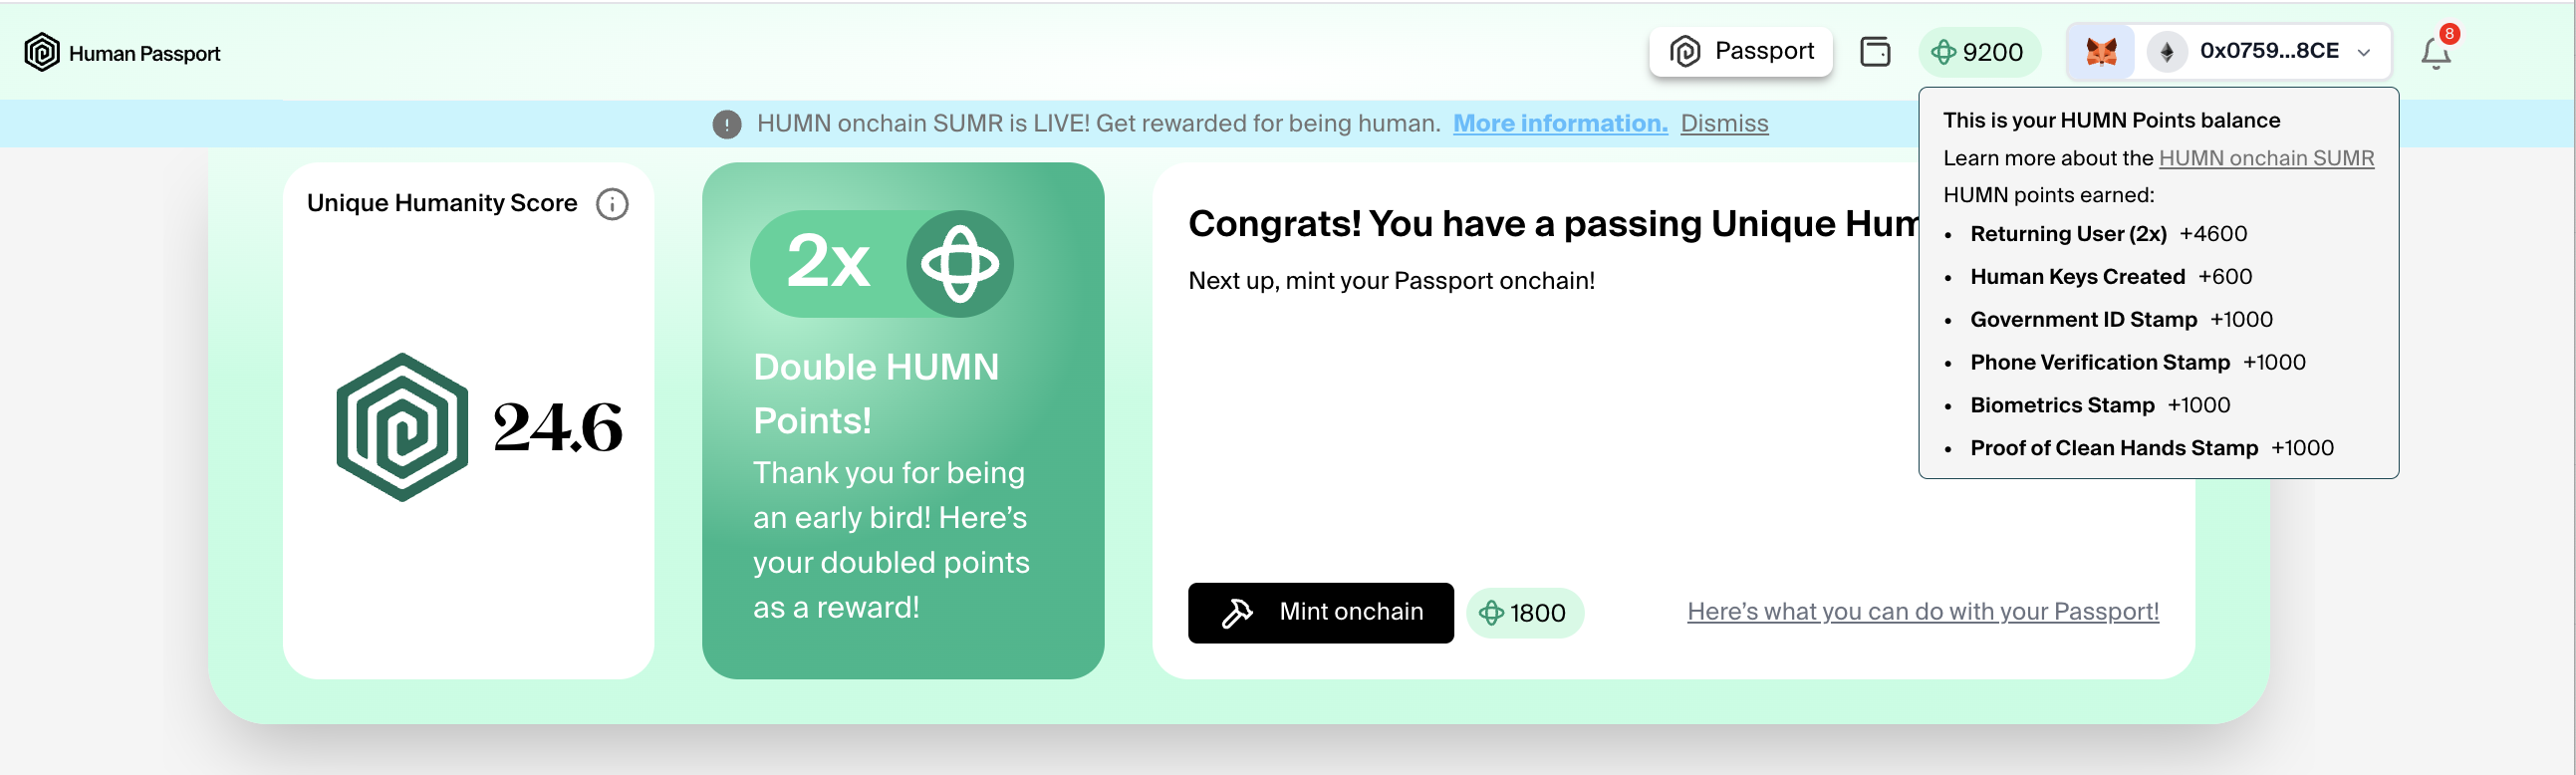 Human Passport
Passport
9200
0x0759...8CE
8
HUMN onchain SUMR is LIVE! Get rewarded for being human. More information. Dismiss
This is your HUMN Points balance
Learn more about the HUMN onchain SUMR
HUMN points earned:
• Returning User (2x) +4600
• Human Keys Created +600
• Government ID Stamp +1000
• Phone Verification Stamp +1000
• Biometrics Stamp +1000
• Proof of Clean Hands Stamp +1000
Unique Humanity Score
24.6
2x
Double HUMN
Points!
Thank you for being
an early bird! Here’s
your doubled points
as a reward!
Congrats! You have a passing Unique Hum
Next up, mint your Passport onchain!
Mint onchain
1800
Here’s what you can do with your Passport!